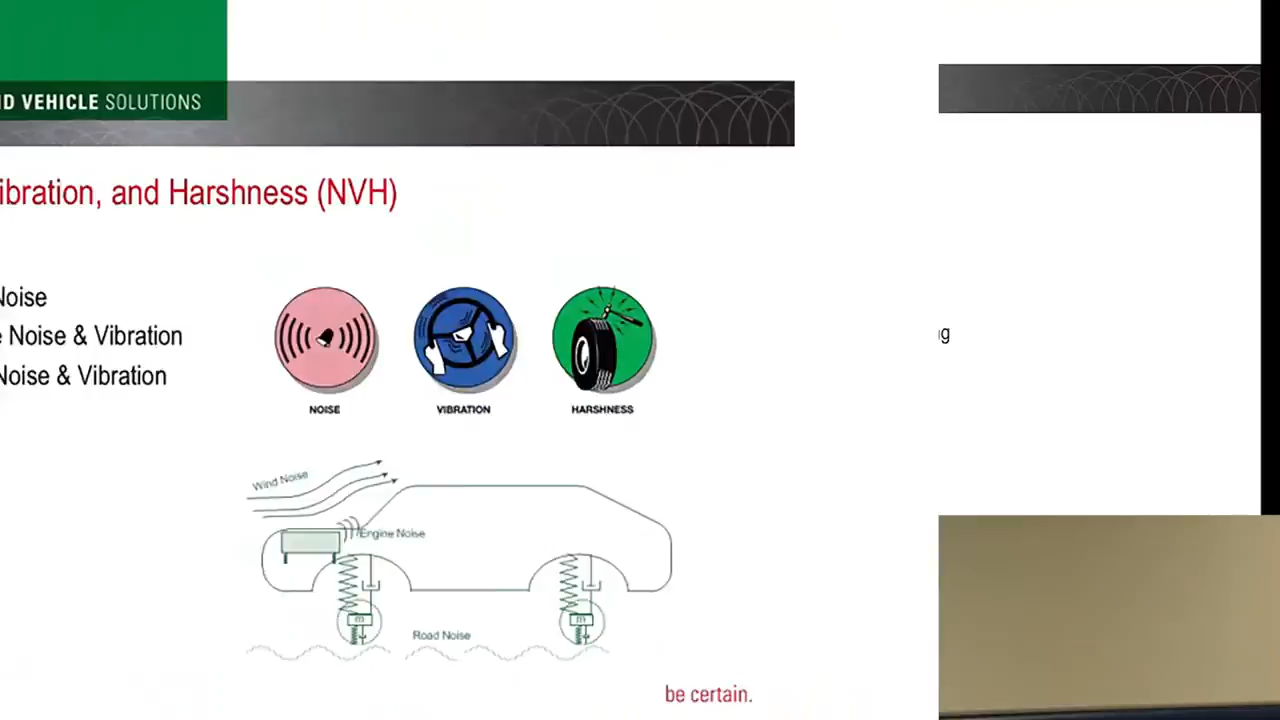 ND VEHICLE SOLUTIONS
ibration, and Harshness (NVH)
Noise
e Noise & Vibration
Noise & Vibration
NOISE VIBRATION HARSHNESS
Wind Noise
Engine Noise
m m
Road Noise
be certain.
g